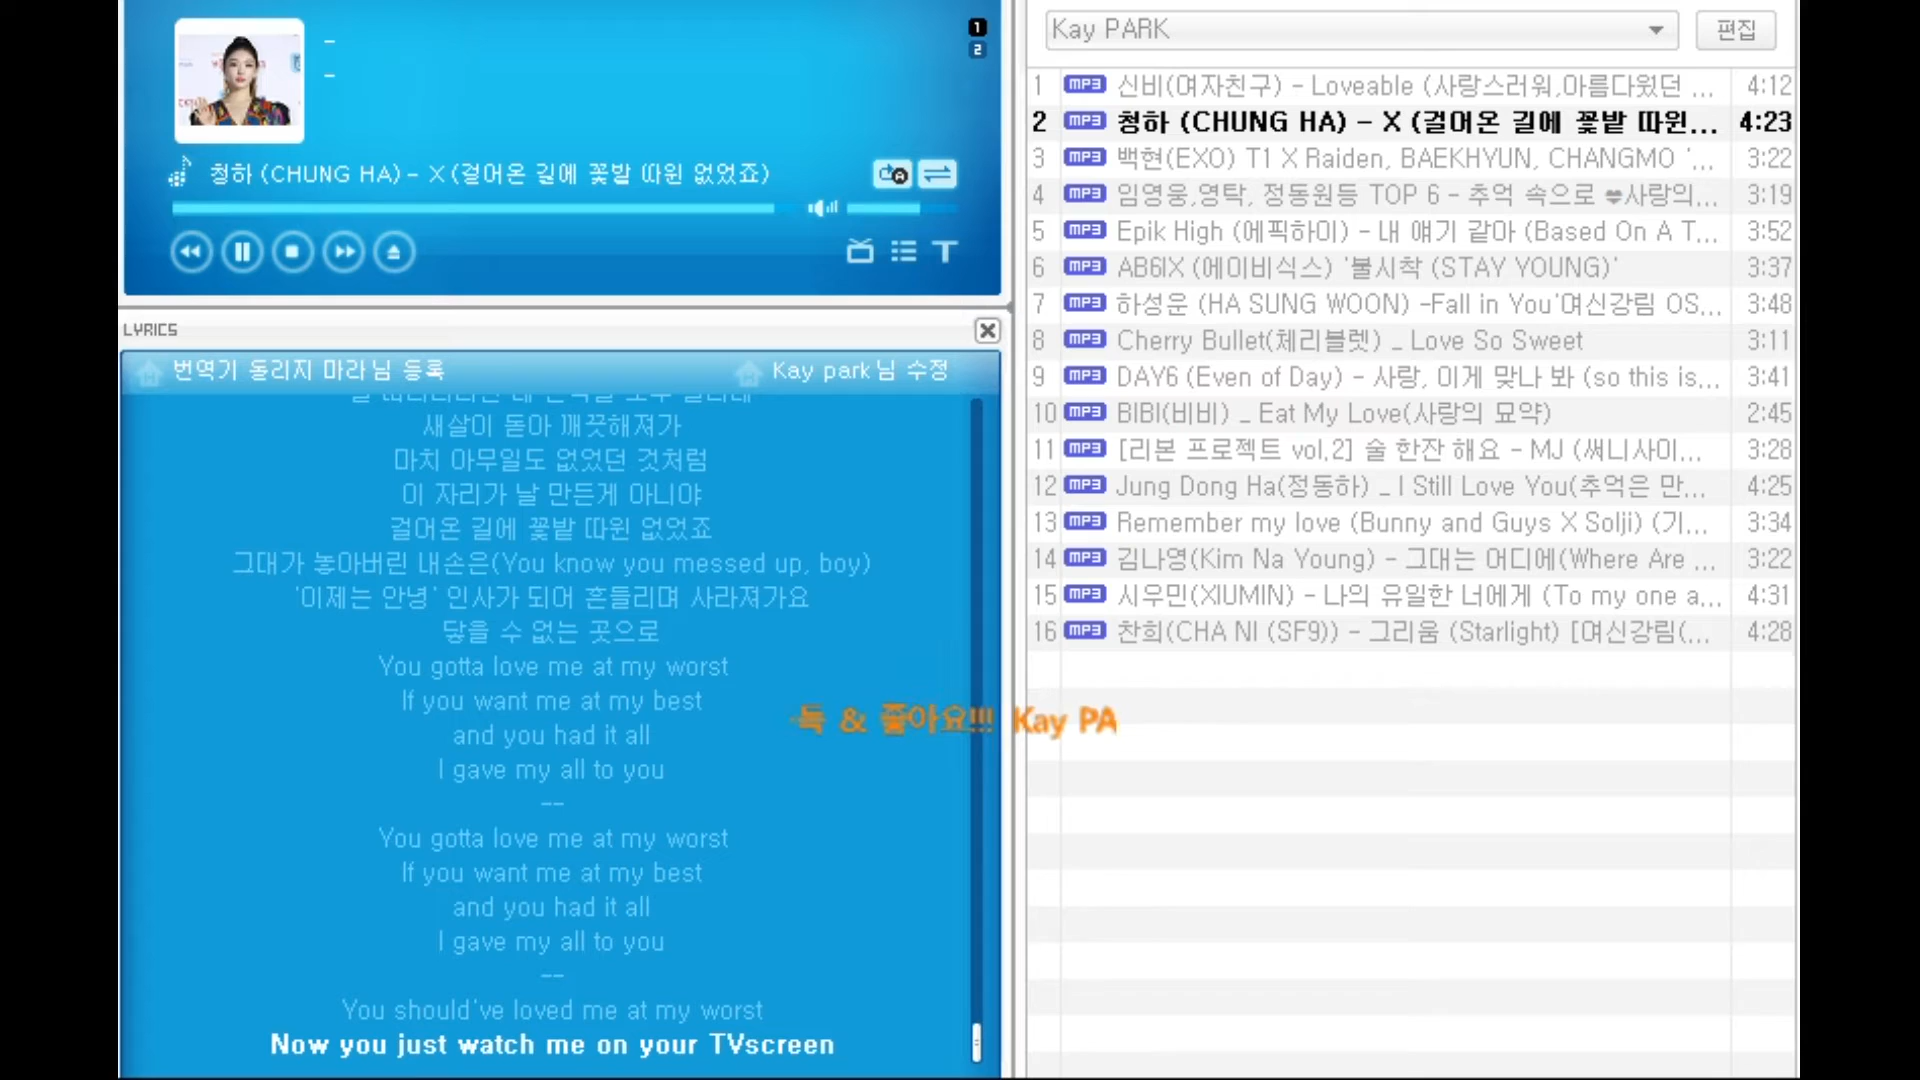 1
2
청하 (CHUNG HA) – X (걸어온 길에 꽃밭 따윈 없었죠)
LYRICS
번역기 돌리지 마라님 등록
Kay park님 수정
새살이 돋아 깨끗해져가
마치 아무일도 없었던 것처럼
이 자리가 날 만든게 아니야
걸어온 길에 꽃밭 따윈 없었죠
그대가 놓아버린 내손은(You know you messed up, boy)
'이제는 안녕' 인사가 되어 흔들리며 사라져가요
닿을 수 없는 곳으로
You gotta love me at my worst
If you want me at my best
and you had it all
I gave my all to you
--
You gotta love me at my worst
If you want me at my best
and you had it all
I gave my all to you
--
You should've loved me at my worst
Now you just watch me on your TVscreen
독 & 좋아요!!! Kay PA
Kay PARK
편집
1 MP3 신비(여자친구) – Loveable (사랑스러워,아름다웠던 ... 4:12
2 MP3 청하 (CHUNG HA) – X (걸어온 길에 꽃밭 따윈... 4:23
3 MP3 백현(EXO) T1 X Raiden, BAEKHYUN, CHANGMO '... 3:22
4 MP3 임영웅,영탁, 정동원등 TOP 6 – 추억 속으로 ❤사랑의... 3:19
5 MP3 Epik High (에픽하이) – 내 얘기 같아 (Based On A T... 3:52
6 MP3 AB6IX (에이비식스) '불시착 (STAY YOUNG)' 3:37
7 MP3 하성운 (HA SUNG WOON) –Fall in You'여신강림 OS... 3:48
8 MP3 Cherry Bullet(체리블렛) _ Love So Sweet 3:11
9 MP3 DAY6 (Even of Day) – 사랑, 이게 맞나 봐 (so this is... 3:41
10 MP3 BIBI(비비) _ Eat My Love(사랑의 묘약) 2:45
11 MP3 [리본 프로젝트 vol.2] 술 한잔 해요 – MJ (써니사이... 3:28
12 MP3 Jung Dong Ha(정동하) _ I Still Love You(추억은 만... 4:25
13 MP3 Remember my love (Bunny and Guys X Solji) (기... 3:34
14 MP3 김나영(Kim Na Young) – 그대는 어디에(Where Are ... 3:22
15 MP3 시우민(XIUMIN) – 나의 유일한 너에게 (To my one a... 4:31
16 MP3 찬희(CHA NI (SF9)) – 그리움 (Starlight) [여신강림(... 4:28